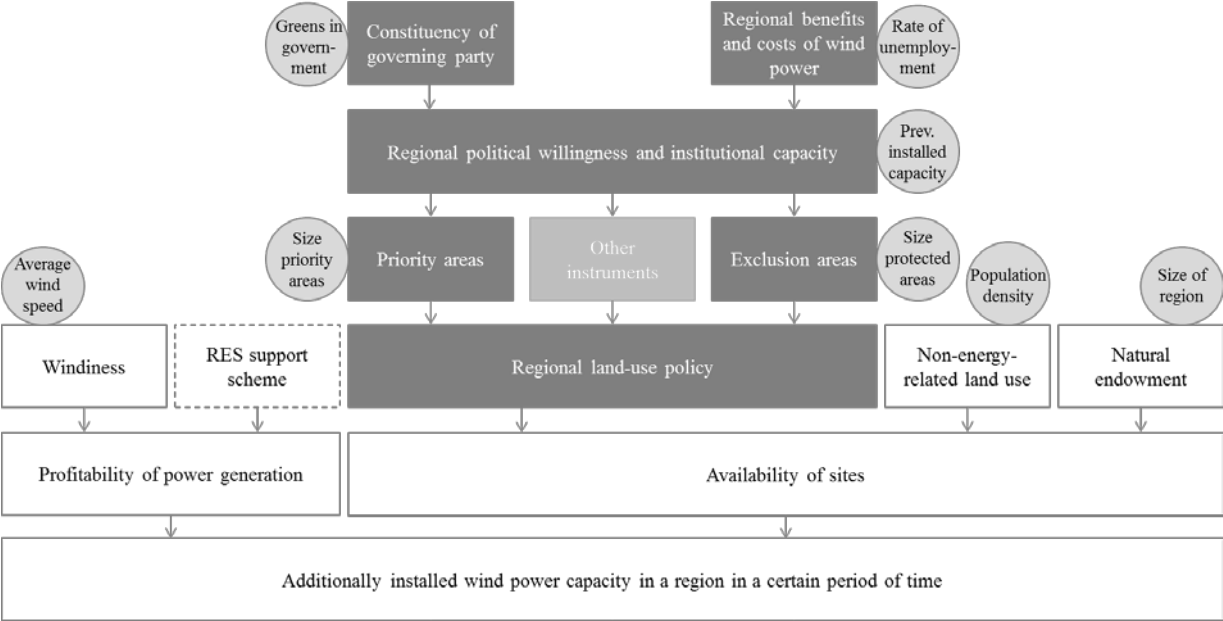 Greens in
govern-
ment
Constituency of
governing party
Regional benefits
and costs of wind
power
Rate of
unemploy-
ment
Regional political willingness and institutional capacity
Prev.
installed
capacity
Size
priority
areas
Priority areas
Other
instruments
Exclusion areas
Size
protected
areas
Average
wind
speed
Population
density
Size of
region
Windiness
RES support
scheme
Regional land-use policy
Non-energy-
related land use
Natural
endowment
Profitability of power generation
Availability of sites
Additionally installed wind power capacity in a region in a certain period of time